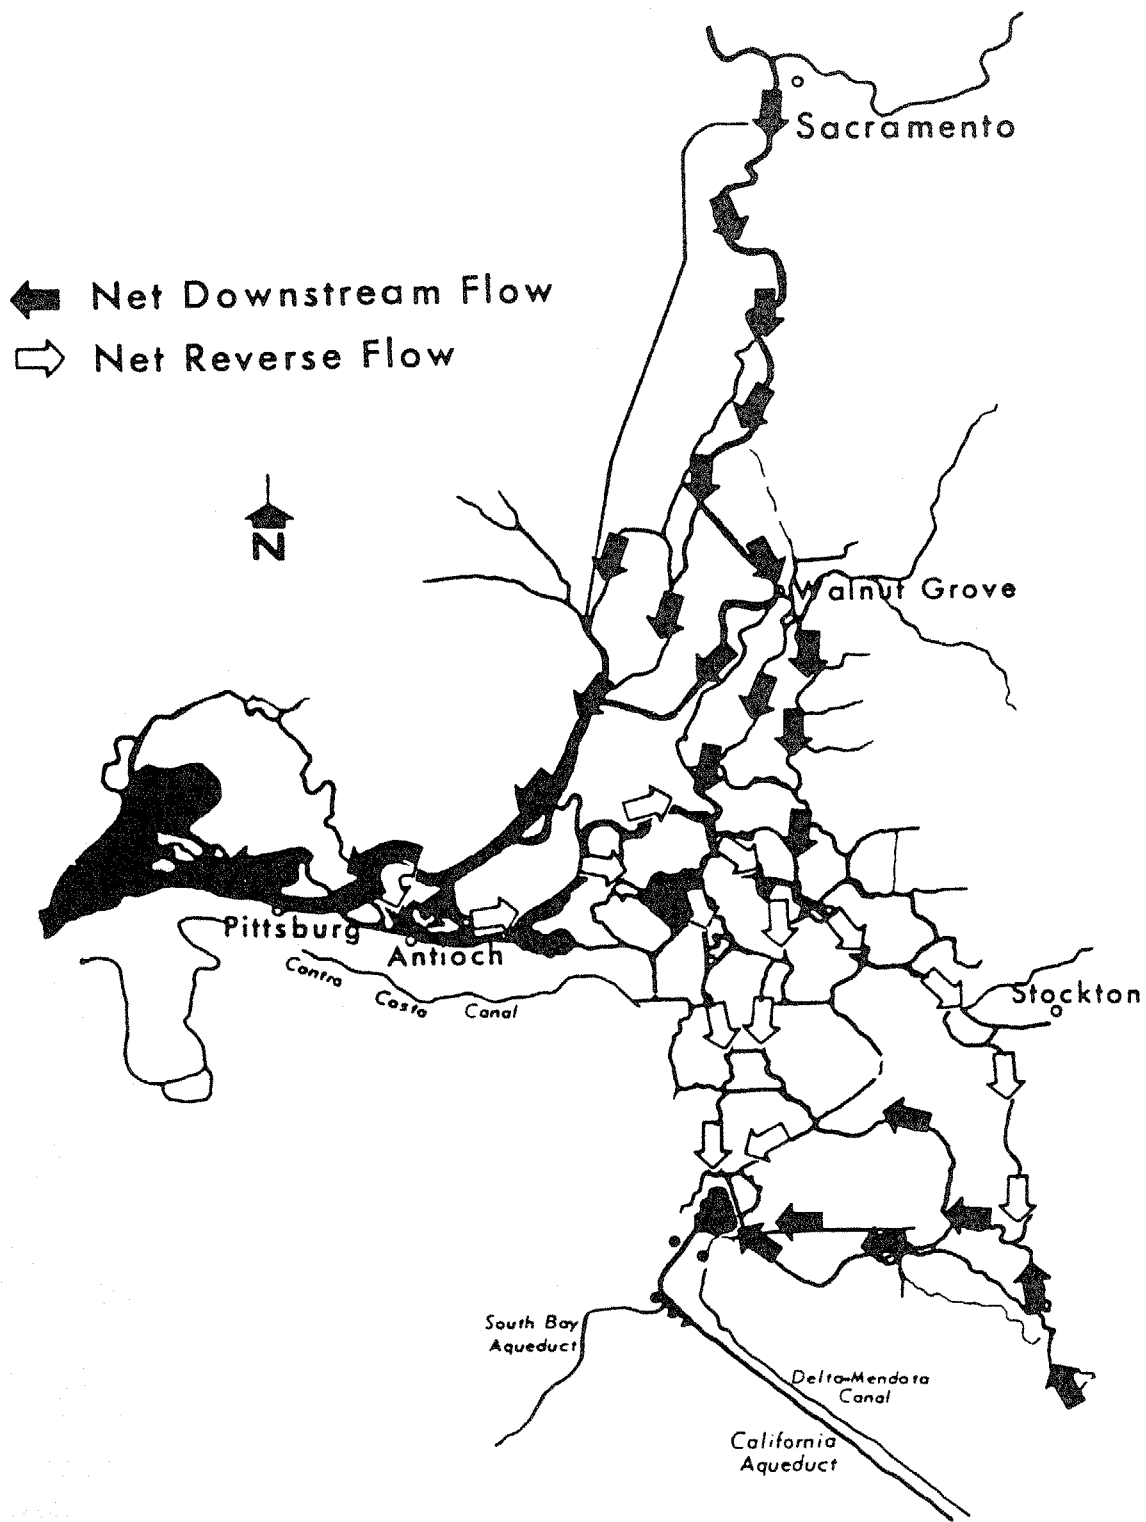 Sacramento
Net Downstream Flow
Net Reverse Flow
N
Walnut Grove
Pittsburg
Antioch
Contra Costa Canal
Stockton
South Bay
Aqueduct
Delta-Mendota
Canal
California
Aqueduct